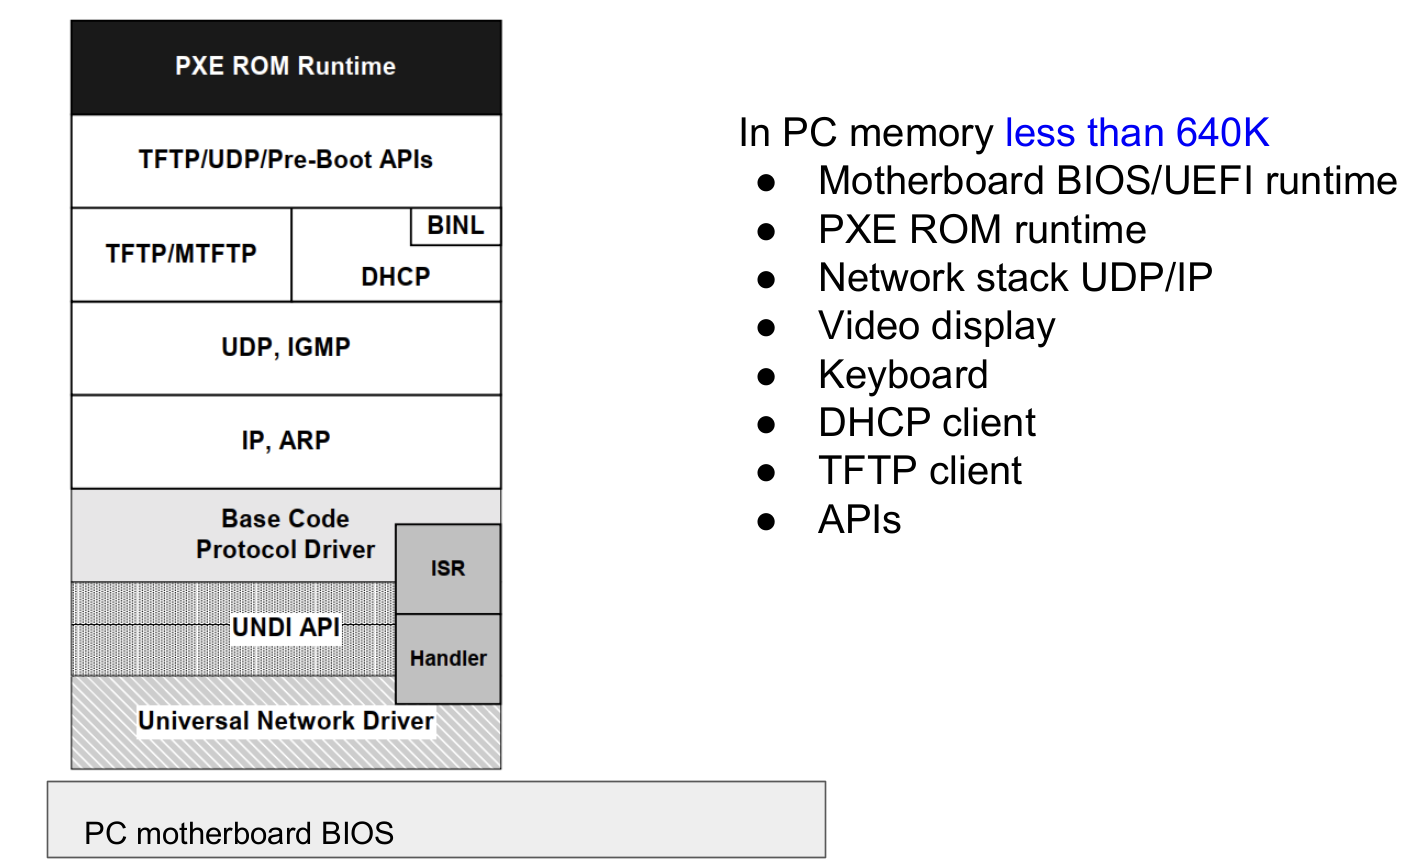 PXE ROM Runtime
TFTP/UDP/Pre-Boot APIs
TFTP/MTFTP
BINL
DHCP
UDP, IGMP
IP, ARP
Base Code
Protocol Driver
ISR
UNDI API
Handler
Universal Network Driver
PC motherboard BIOS
In PC memory less than 640K
● Motherboard BIOS/UEFI runtime
● PXE ROM runtime
● Network stack UDP/IP
● Video display
● Keyboard
● DHCP client
● TFTP client
● APIs